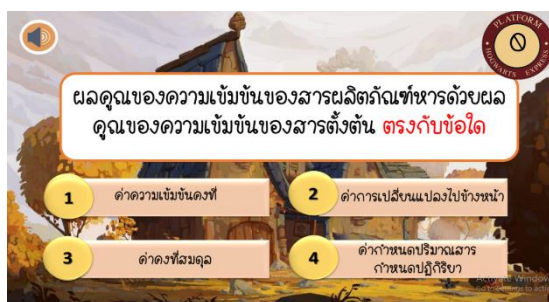 PLATFORM
0
HOGWARTS EXPRESS
ผลคูณของความเข้มข้นของสารผลิตภัณฑ์หารด้วยผล
คูณของความเข้มข้นของสารตั้งต้น ตรงกับข้อใด
1 ค่าความเข้มข้นคงที่
2 ค่าการเปลี่ยนแปลงไปข้างหน้า
3 ค่าคงที่สมดุล
4 ค่ากำหนดปริมาณสาร
กำหนดปฏิกิริยา
Activate Windows